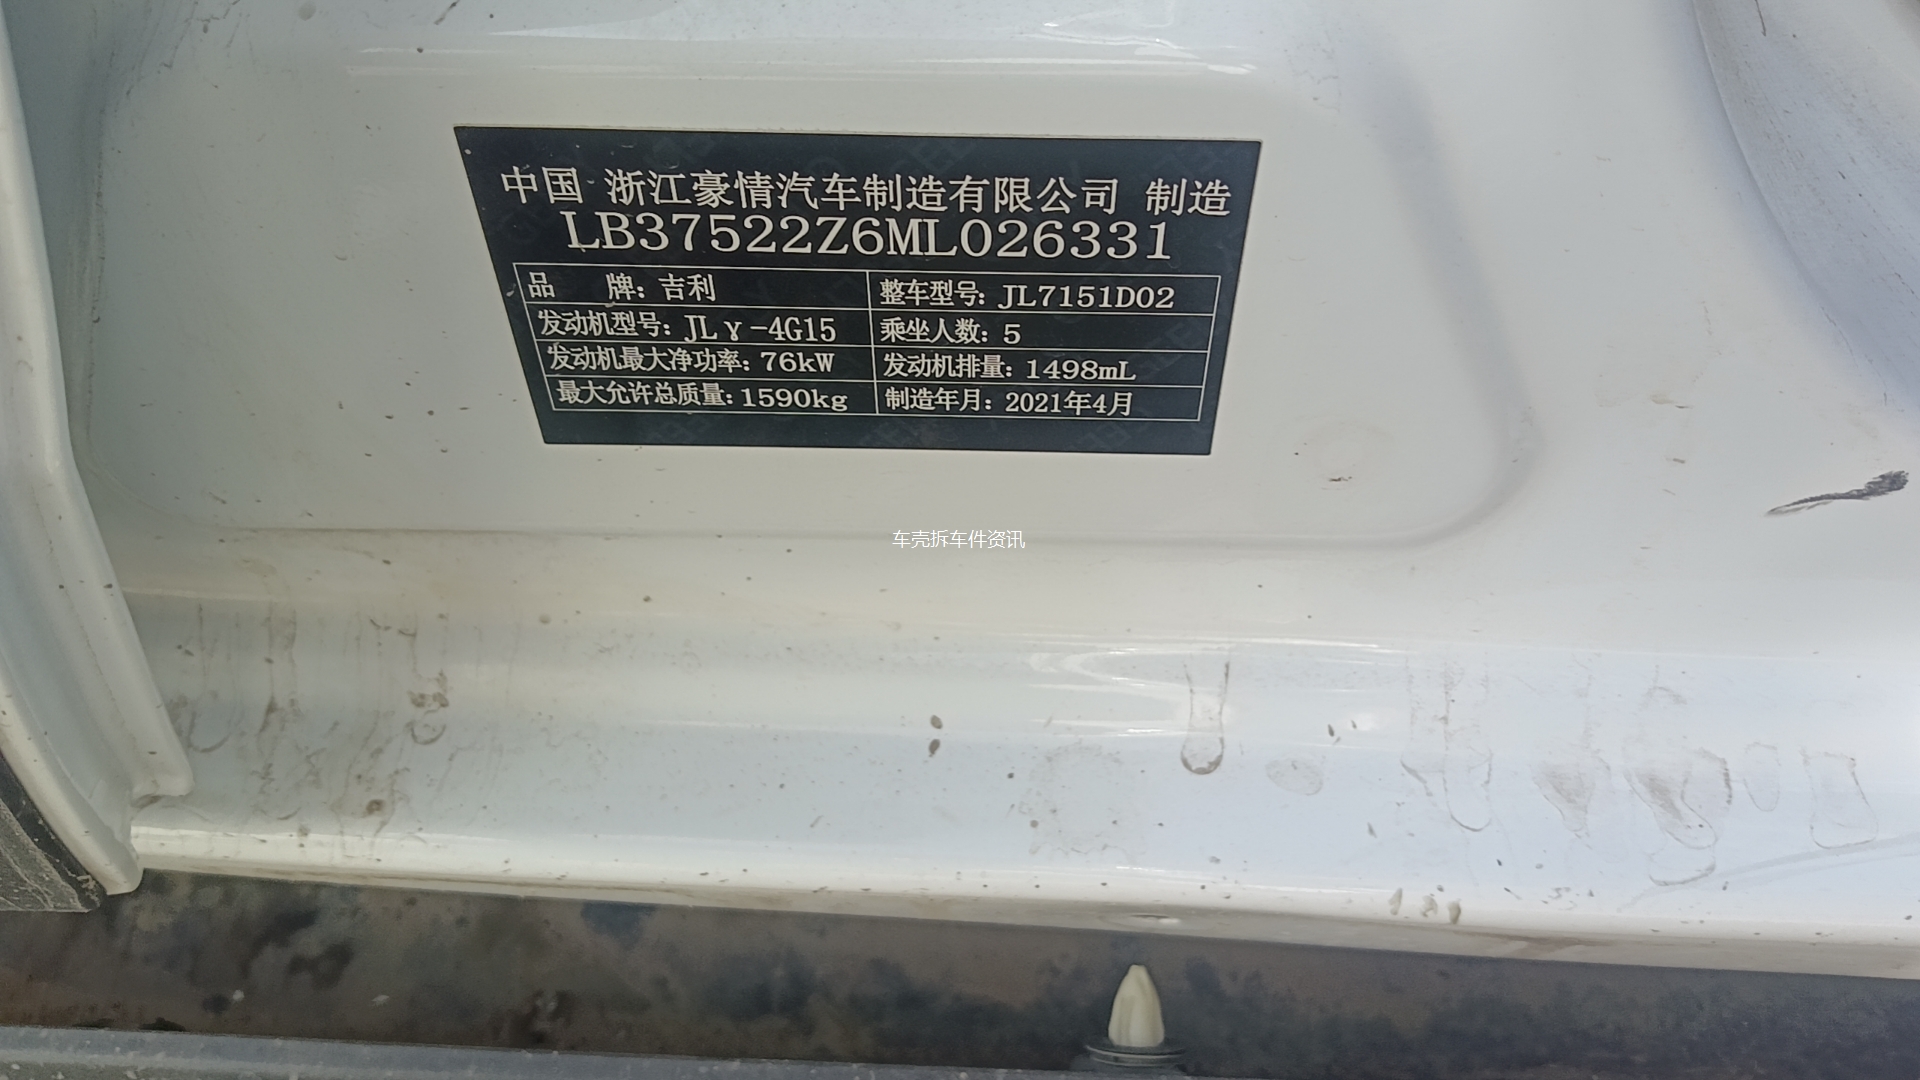 中国 浙江豪情汽车制造有限公司 制造
LB37522Z6ML026331
品 牌: 吉利 整车型号: JL7151D02
发动机型号: JLγ-4G15 乘坐人数: 5
发动机最大净功率: 76kW 发动机排量: 1498mL
最大允许总质量: 1590kg 制造年月: 2021年4月
车壳拆车件资讯